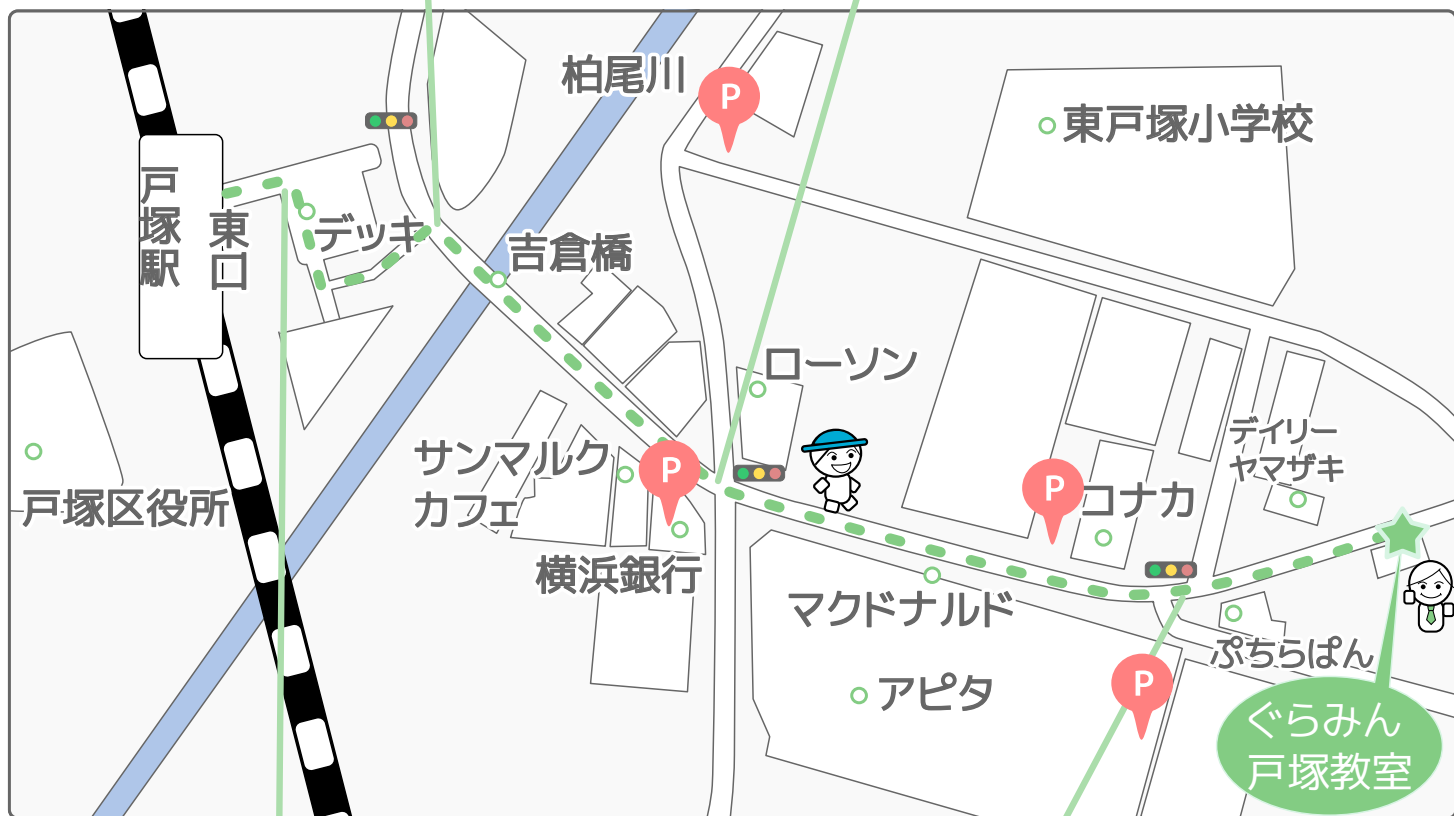 柏尾川
P
東戸塚小学校
戸塚駅
東口
デッキ
吉倉橋
ローソン
デイリー
ヤマザキ
サンマルク
カフェ
P
P
コナカ
戸塚区役所
横浜銀行
マクドナルド
ぷちらぱん
アピタ
P
ぐらみん
戸塚教室